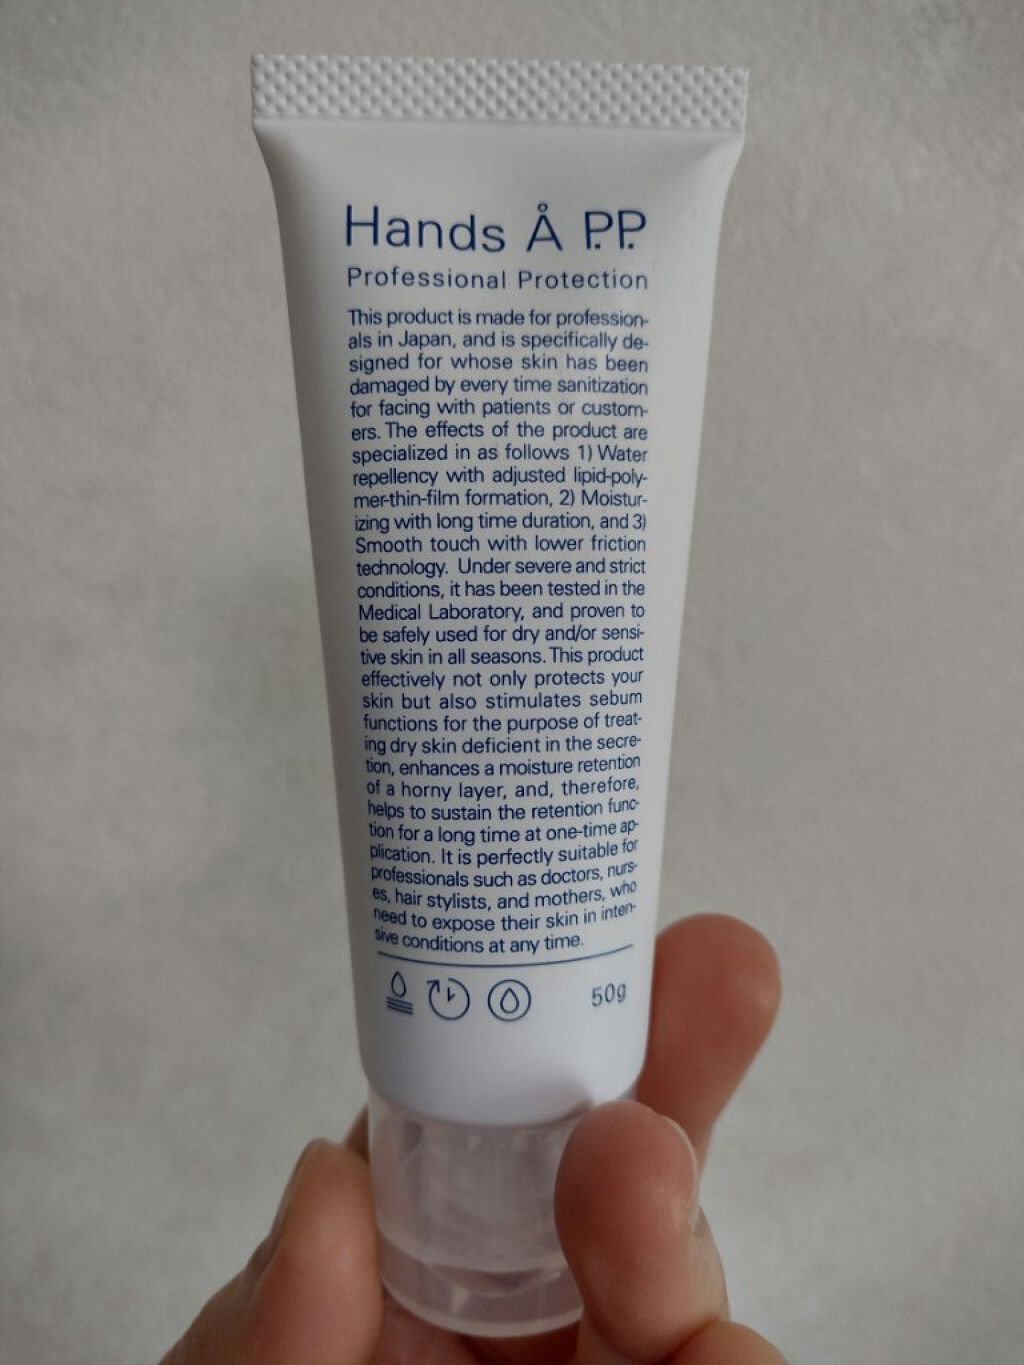 Hands Å P.P.
Professional Protection
This product is made for profession-
als in Japan, and is specifically de-
signed for whose skin has been
damaged by every time sanitization
for facing with patients or custom-
ers. The effects of the product are
specialized in as follows 1) Water
repellency with adjusted lipid-poly-
mer-thin-film formation, 2) Moistur-
izing with long time duration, and 3)
Smooth touch with lower friction
technology. Under severe and strict
conditions, it has been tested in the
Medical Laboratory, and proven to
be safely used for dry and/or sensi-
tive skin in all seasons. This product
effectively not only protects your
skin but also stimulates sebum
functions for the purpose of treat-
ing dry skin deficient in the secre-
tion, enhances a moisture retention
of a horny layer, and, therefore,
helps to sustain the retention func-
tion for a long time at one-time ap-
plication. It is perfectly suitable for
professionals such as doctors, nurs-
es, hair stylists, and mothers, who
need to expose their skin in inten-
sive conditions at any time.
50g